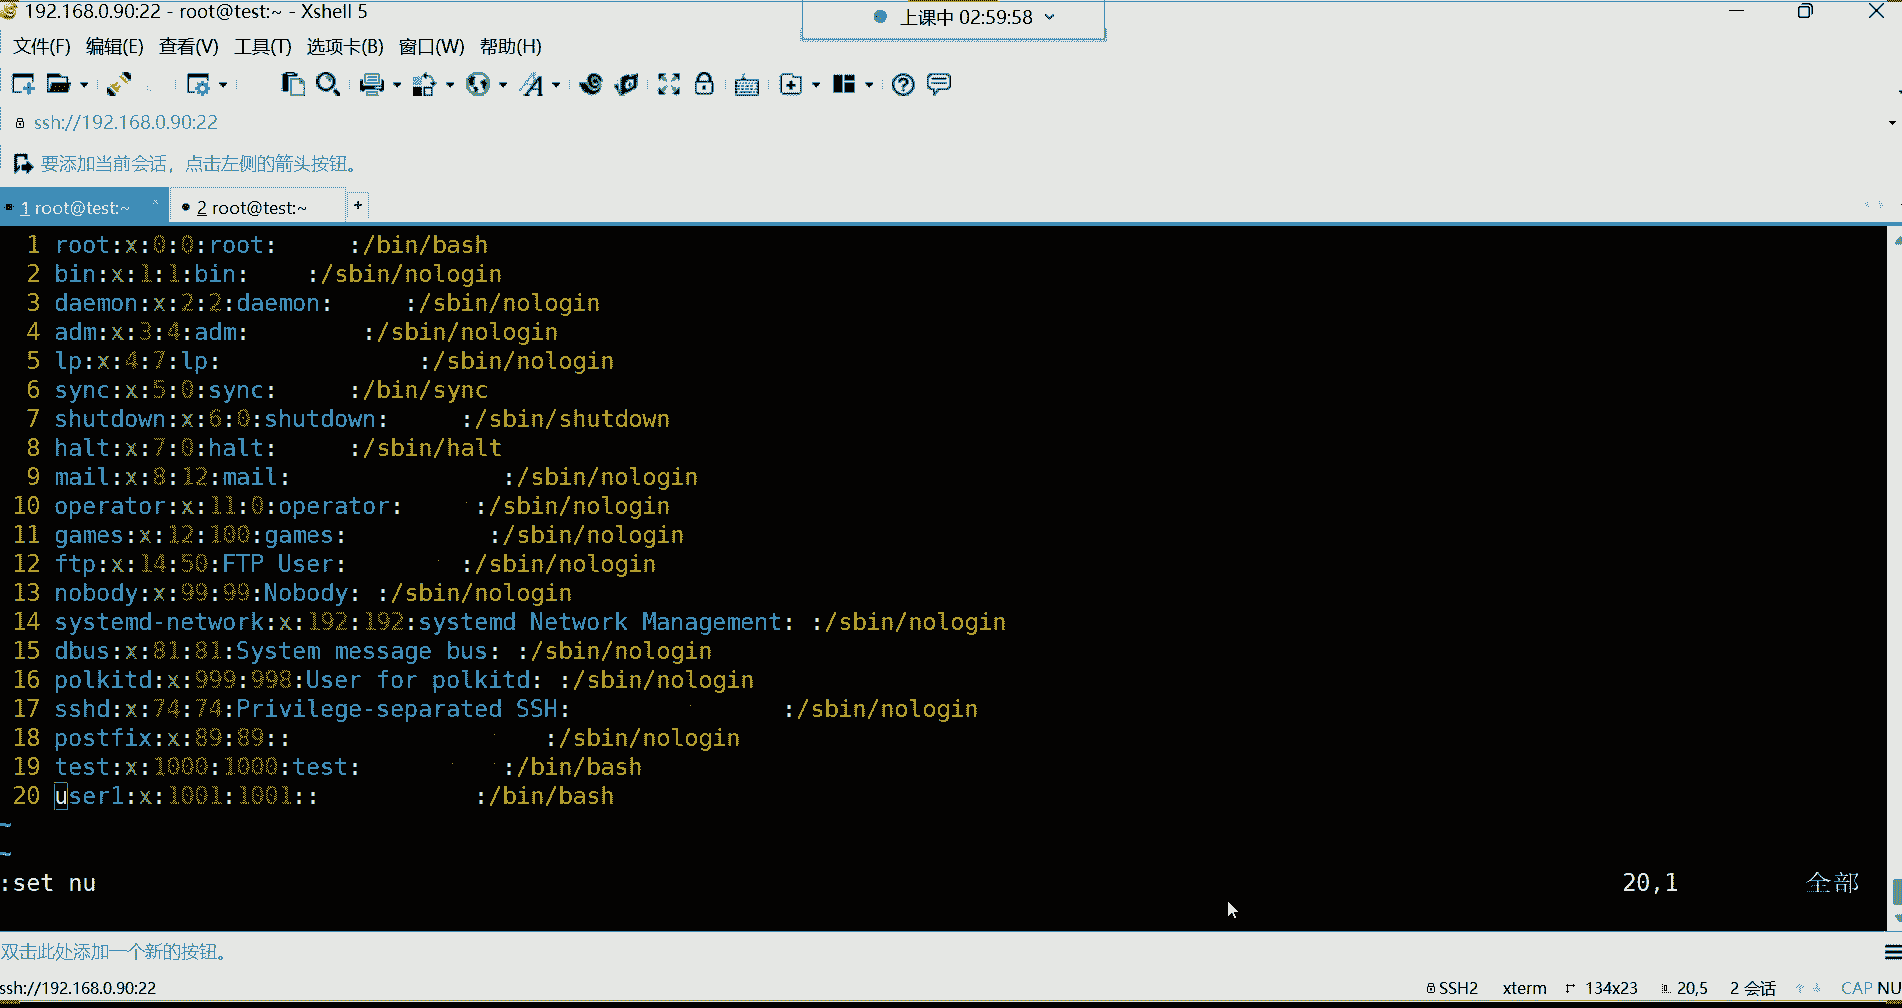 192.168.0.90:22 - root@test:~ - Xshell 5
上课中 02:59:58
文件(F) 编辑(E) 查看(V) 工具(T) 选项卡(B) 窗口(W) 帮助(H)
ssh://192.168.0.90:22
要添加当前会话，点击左侧的箭头按钮。
1 root@test:~ × 2 root@test:~ +
1 root:x:0:0:root: :/bin/bash
2 bin:x:1:1:bin: :/sbin/nologin
3 daemon:x:2:2:daemon: :/sbin/nologin
4 adm:x:3:4:adm: :/sbin/nologin
5 lp:x:4:7:lp: :/sbin/nologin
6 sync:x:5:0:sync: :/bin/sync
7 shutdown:x:6:0:shutdown: :/sbin/shutdown
8 halt:x:7:0:halt: :/sbin/halt
9 mail:x:8:12:mail: :/sbin/nologin
10 operator:x:11:0:operator: :/sbin/nologin
11 games:x:12:100:games: :/sbin/nologin
12 ftp:x:14:50:FTP User: :/sbin/nologin
13 nobody:x:99:99:Nobody: :/sbin/nologin
14 systemd-network:x:192:192:systemd Network Management: :/sbin/nologin
15 dbus:x:81:81:System message bus: :/sbin/nologin
16 polkitd:x:999:998:User for polkitd: :/sbin/nologin
17 sshd:x:74:74:Privilege-separated SSH: :/sbin/nologin
18 postfix:x:89:89:: :/sbin/nologin
19 test:x:1000:1000:test: :/bin/bash
20 user1:x:1001:1001:: :/bin/bash
~
~
:set nu 20,1 全部
双击此处添加一个新的按钮。
ssh://192.168.0.90:22 SSH2 xterm 134x23 20,5 2 会话 CAP NU